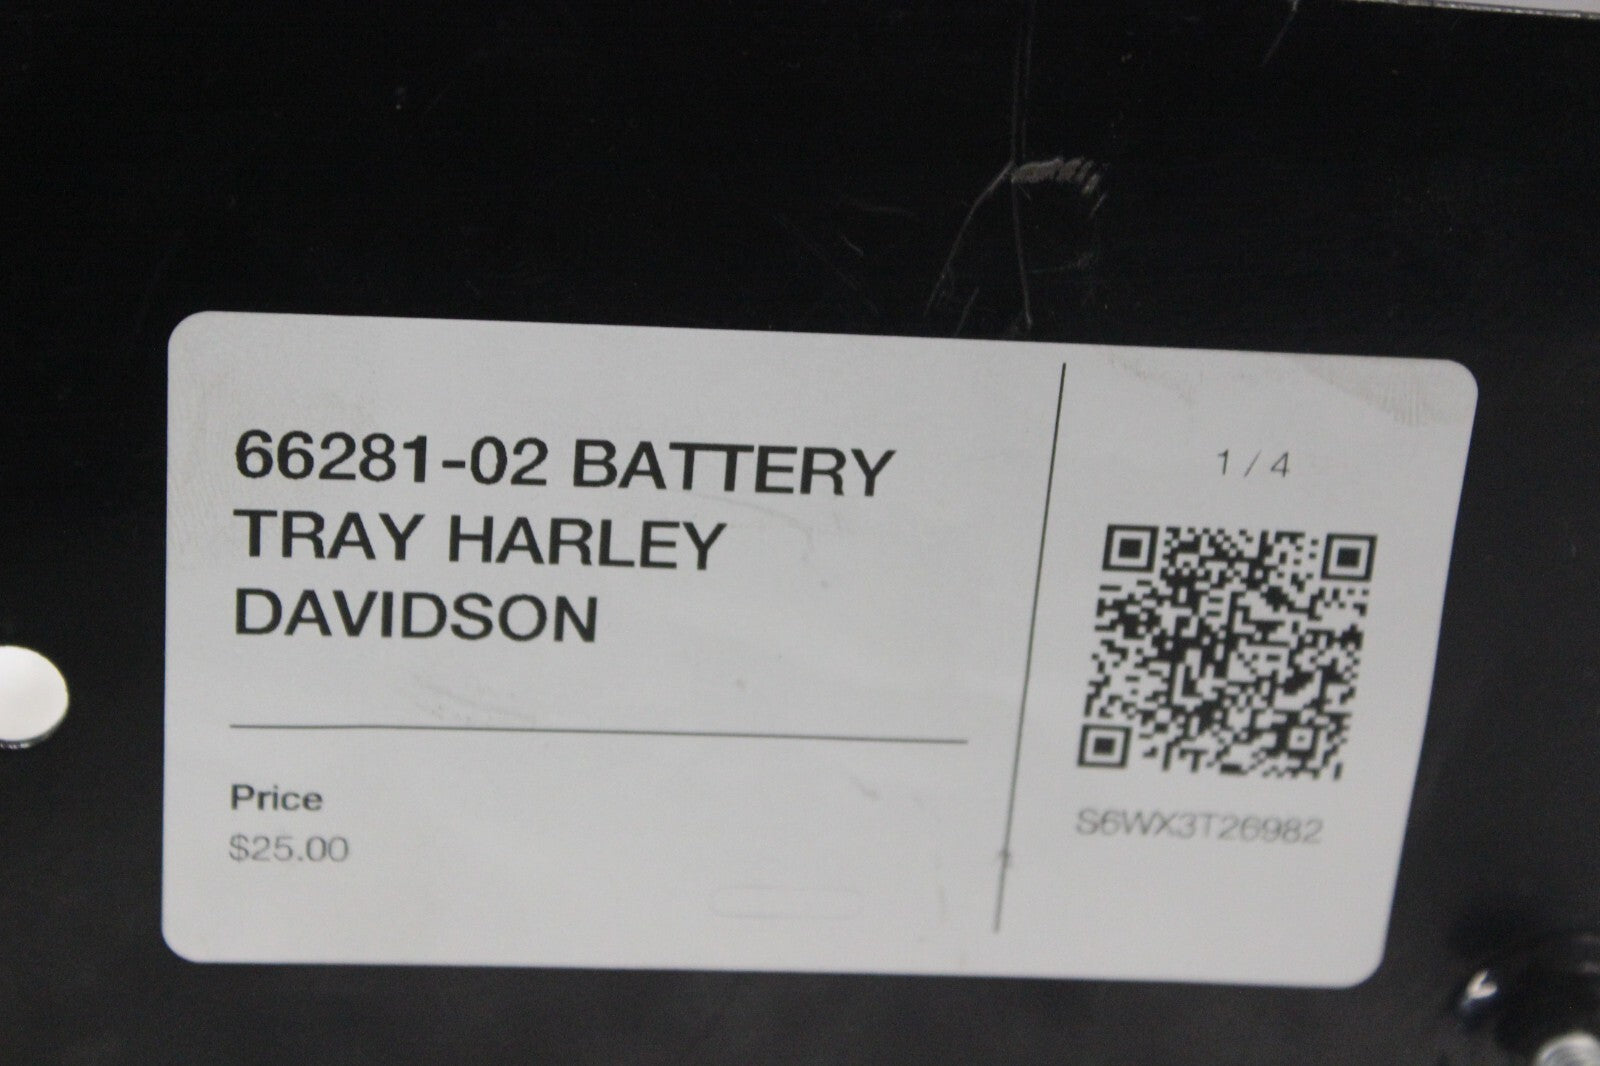 66281-02 BATTERY
TRAY HARLEY
DAVIDSON
Price
$25.00
1 / 4
S6WX3T26982